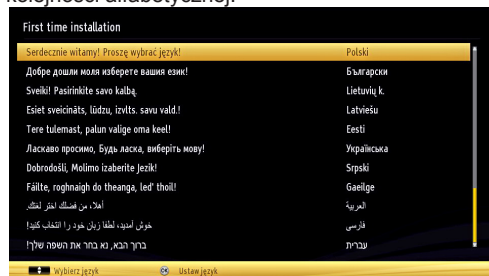 kolejności alfabetycznej.
First time installation
Serdecznie witamy! Proszę wybrać język! Polski
Добре дошли моля изберете вашия език! Български
Sveiki! Pasirinkite savo kalbą. Lietuvių k.
Esiet sveicināts, lūdzu, izvlts. savu vald.! Latviešu
Tere tulemast, palun valige oma keel! Eesti
Ласкаво просимо, Будь ласка, виберіть мову! Українська
Dobrodošli, Molimo izaberite Jezik! Srpski
Fáilte, roghnaigh do theanga, led' thoil! Gaeilge
أهلا، من فضلك اختر لغتك. العربية
خوش آمدید، لطفا زبان خود را انتخاب کنید! فارسی
ברוך הבא, נא בחר את השפה שלך! עברית
Wybierz język OK Ustaw język